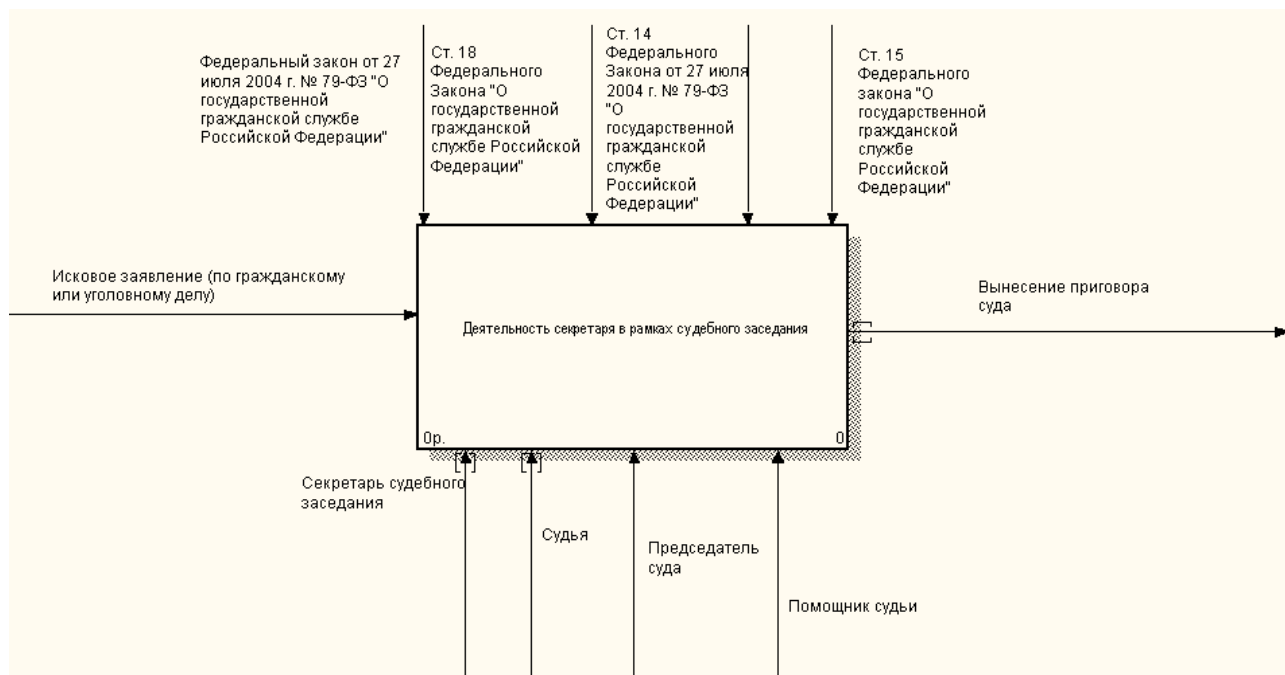 Федеральный закон от 27
июля 2004 г. № 79-ФЗ "О
государственной
гражданской службе
Российской Федерации"
Ст. 18
Федерального
Закона "О
государственной
гражданской
службе Российской
Федерации"
Ст. 14
Федерального
Закона от 27 июля
2004 г. № 79-ФЗ
"О
государственной
гражданской
службе
Российской
Федерации"
Ст. 15
Федерального
закона "О
государственной
гражданской
службе
Российской
Федерации"
Исковое заявление (по гражданскому
или уголовному делу)
Деятельность секретаря в рамках судебного заседания
0р.
0
Вынесение приговора
суда
Секретарь судебного
заседания
Судья
Председатель
суда
Помощник судьи